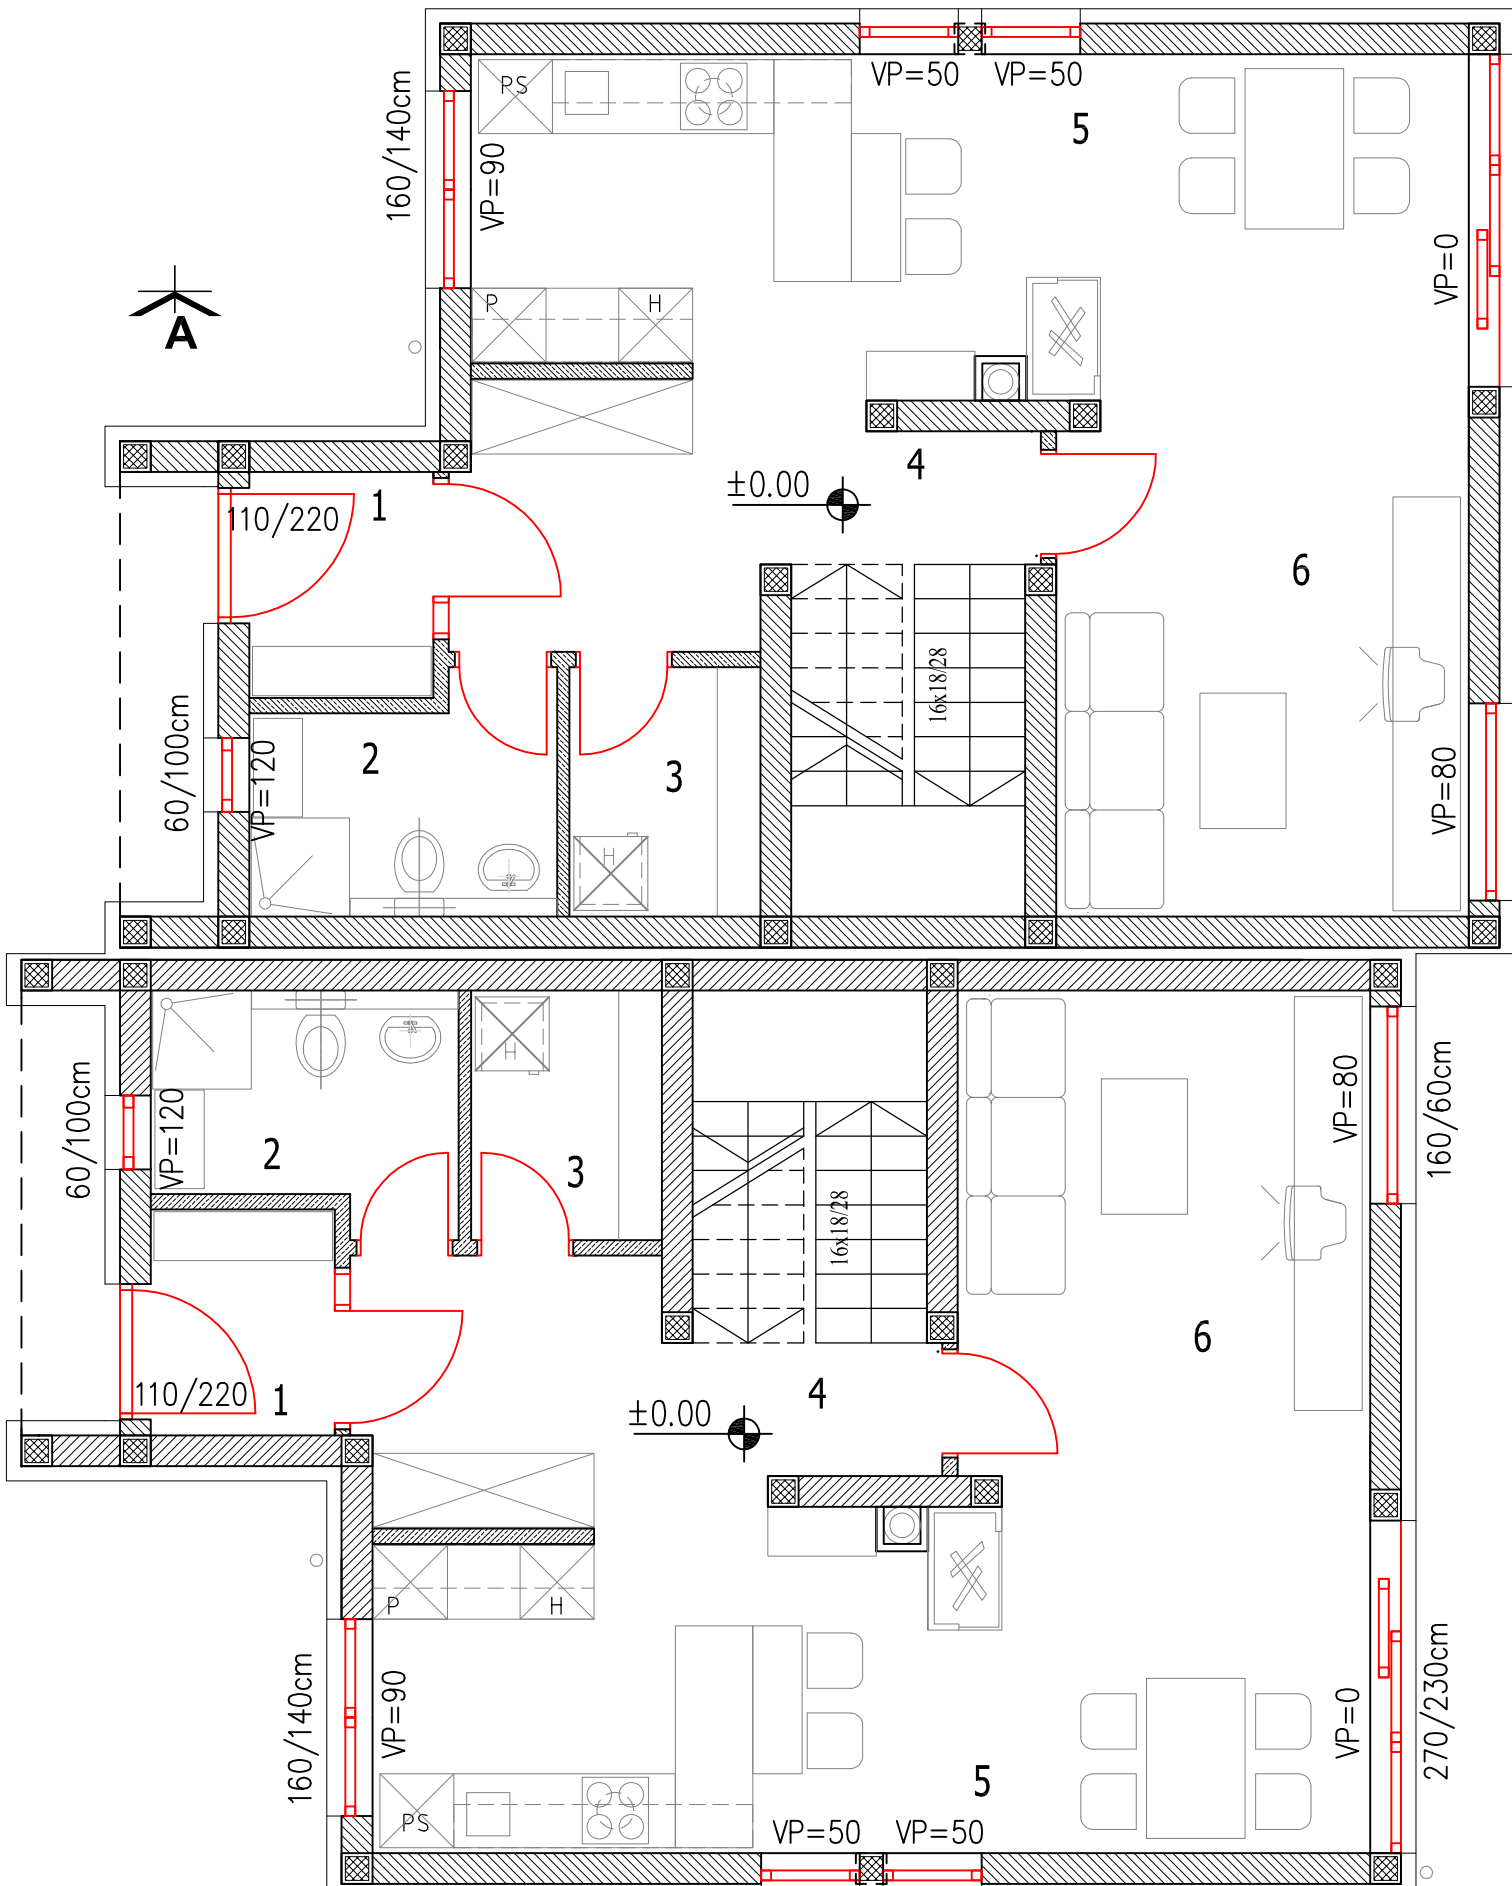 VP=50
VP=50
PS
5
160/140cm
VP=90
VP=0
P
H
A
4
±0.00
1
110/220
6
16x18/28
2
3
60/100cm
VP=120
VP=80
H
H
60/100cm
VP=120
2
3
VP=80
160/60cm
16x18/28
6
110/220
1
4
±0.00
P
H
160/140cm
VP=90
VP=0
270/230cm
5
PS
VP=50
VP=50